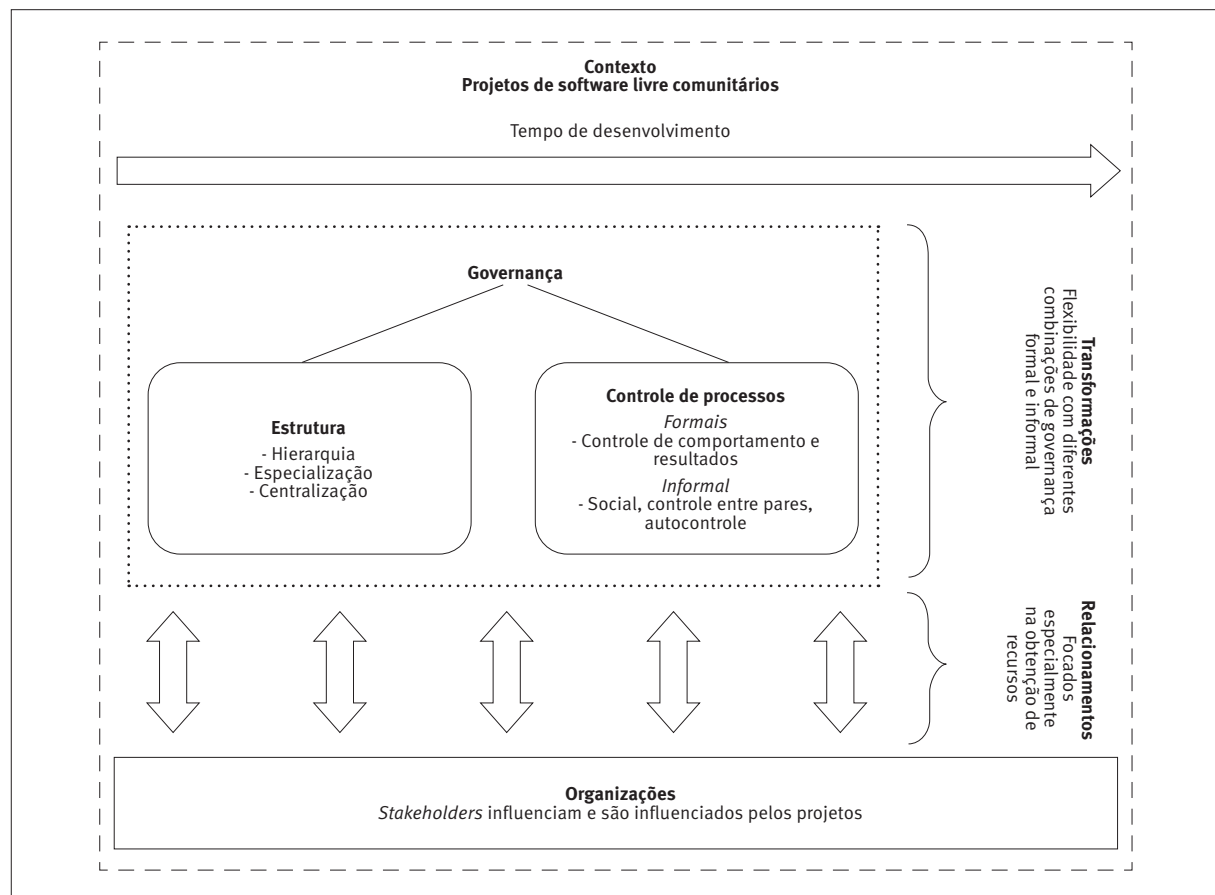 Contexto
Projetos de software livre comunitários
Tempo de desenvolvimento
Governança
Estrutura
- Hierarquia
- Especialização
- Centralização
Controle de processos
Formais
- Controle de comportamento e
resultados
Informal
- Social, controle entre pares,
autocontrole
Transformações
Flexibilidade com diferentes
combinações de governança
formal e informal
Relacionamentos
Focados
especialmente
na obtenção de
recursos
Organizações
Stakeholders influenciam e são influenciados pelos projetos